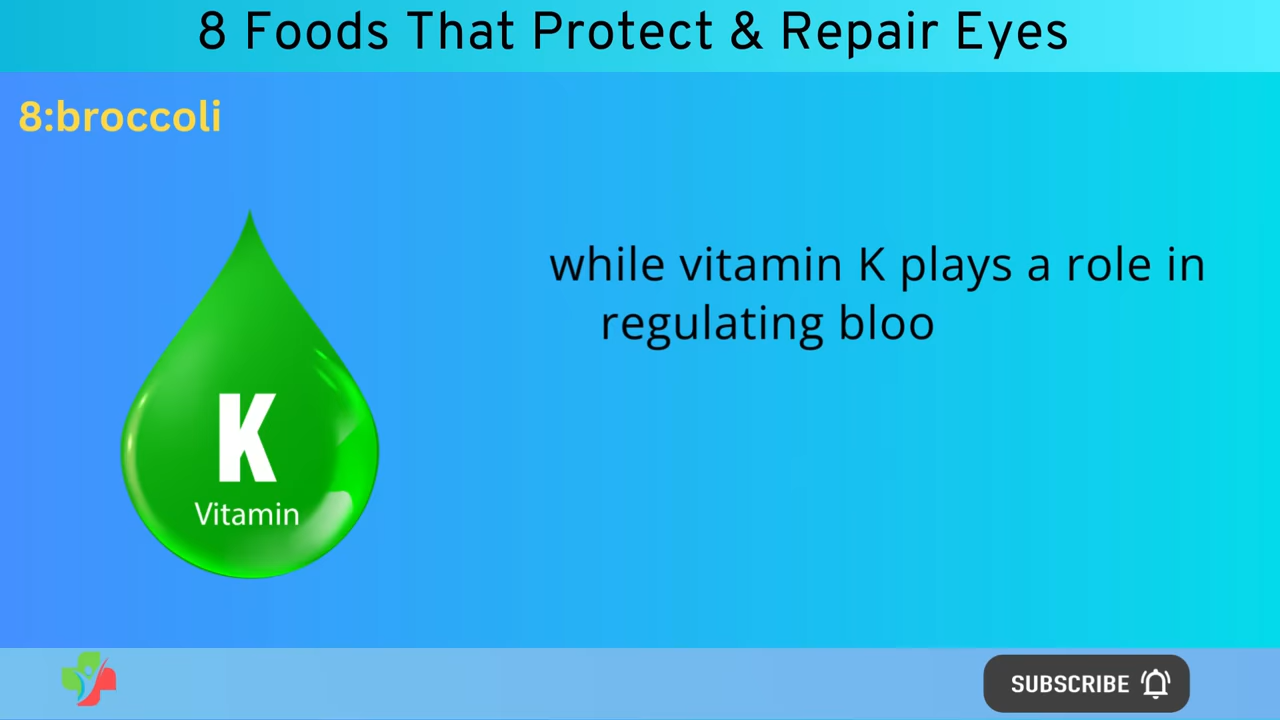 8 Foods That Protect & Repair Eyes
8:broccoli
while vitamin K plays a role in
regulating bloo
K
Vitamin
SUBSCRIBE